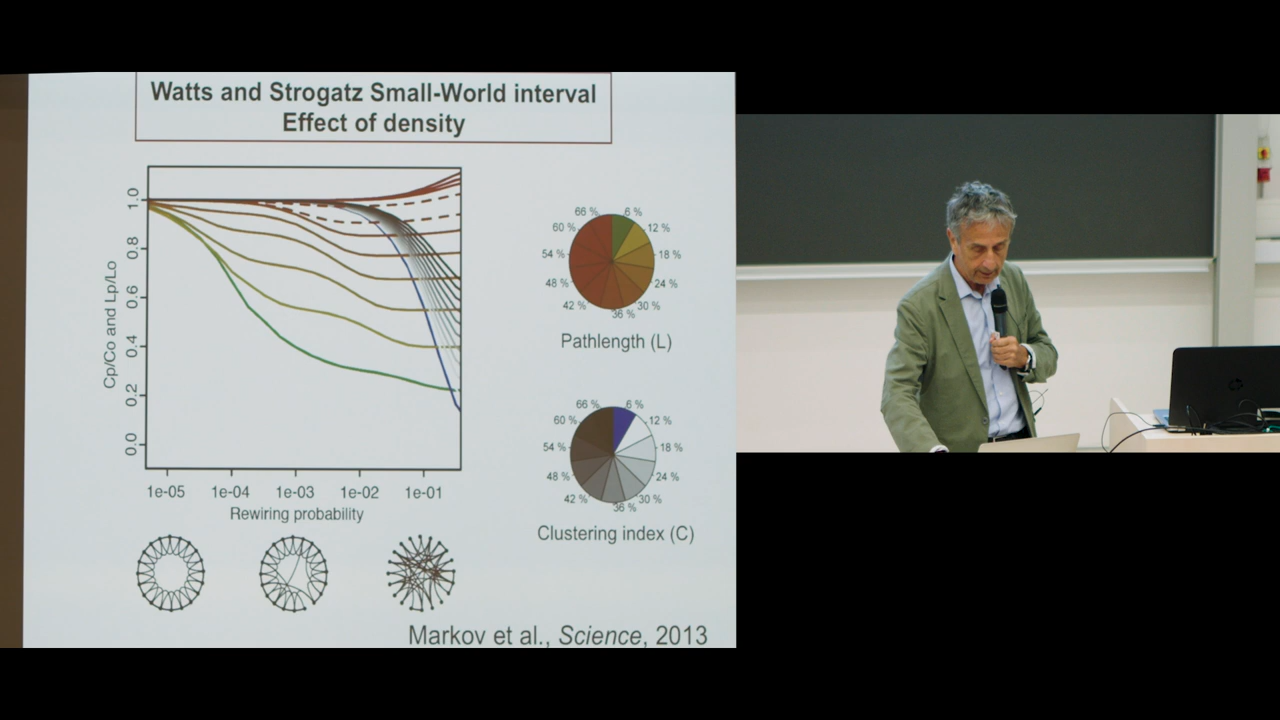 Watts and Strogatz Small-World interval
Effect of density
Cp/Co and Lp/Lo
1.0
0.8
0.6
0.4
0.2
0.0
1e-05 1e-04 1e-03 1e-02 1e-01
Rewiring probability
66 % 6 %
60 % 12 %
54 % 18 %
48 % 24 %
42 % 30 %
36 %
Pathlength (L)
66 % 6 %
60 % 12 %
54 % 18 %
48 % 24 %
42 % 30 %
36 %
Clustering index (C)
Markov et al., Science, 2013
hp